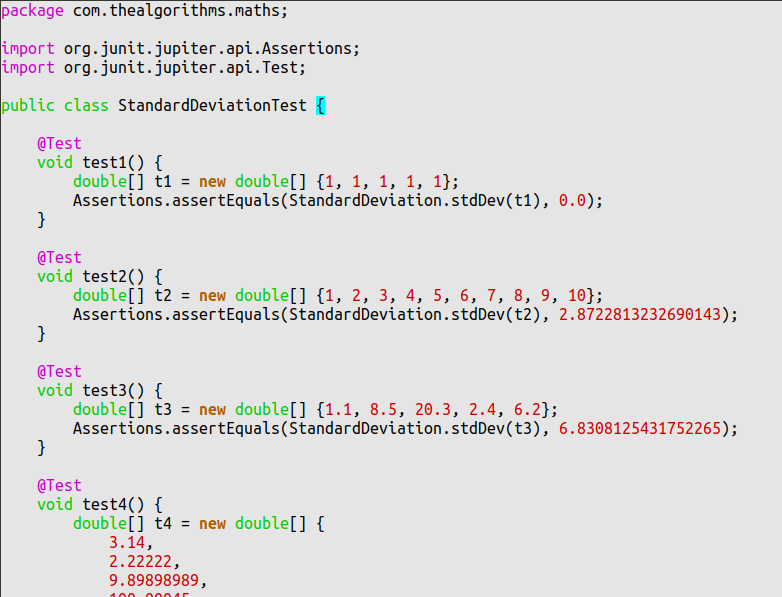 package com.thealgorithms.maths;
import org.junit.jupiter.api.Assertions;
import org.junit.jupiter.api.Test;
public class StandardDeviationTest {
@Test
void test1() {
double[] t1 = new double[] {1, 1, 1, 1, 1};
Assertions.assertEquals(StandardDeviation.stdDev(t1), 0.0);
}
@Test
void test2() {
double[] t2 = new double[] {1, 2, 3, 4, 5, 6, 7, 8, 9, 10};
Assertions.assertEquals(StandardDeviation.stdDev(t2), 2.8722813232690143);
}
@Test
void test3() {
double[] t3 = new double[] {1.1, 8.5, 20.3, 2.4, 6.2};
Assertions.assertEquals(StandardDeviation.stdDev(t3), 6.8308125431752265);
}
@Test
void test4() {
double[] t4 = new double[] {
3.14,
2.22222,
9.89898989,